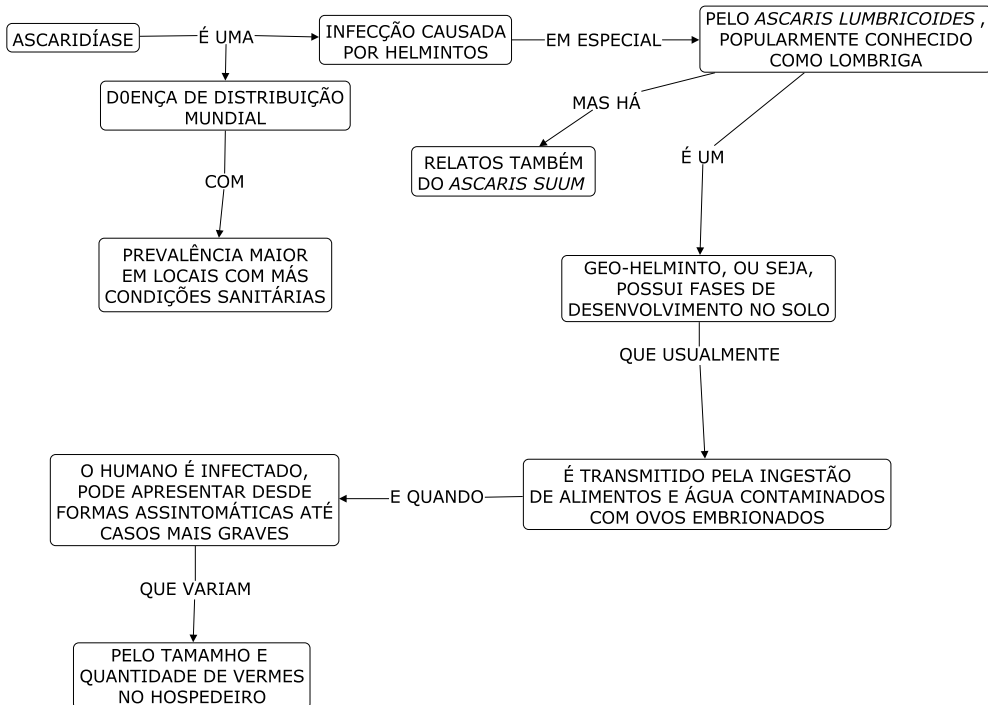 ASCARIDÍASE
É UMA
INFECÇÃO CAUSADA
POR HELMINTOS
EM ESPECIAL
PELO ASCARIS LUMBRICOIDES ,
POPULARMENTE CONHECIDO
COMO LOMBRIGA
D0ENÇA DE DISTRIBUIÇÃO
MUNDIAL
COM
PREVALÊNCIA MAIOR
EM LOCAIS COM MÁS
CONDIÇÕES SANITÁRIAS
MAS HÁ
RELATOS TAMBÉM
DO ASCARIS SUUM
É UM
GEO-HELMINTO, OU SEJA,
POSSUI FASES DE
DESENVOLVIMENTO NO SOLO
QUE USUALMENTE
É TRANSMITIDO PELA INGESTÃO
DE ALIMENTOS E ÁGUA CONTAMINADOS
COM OVOS EMBRIONADOS
E QUANDO
O HUMANO É INFECTADO,
PODE APRESENTAR DESDE
FORMAS ASSINTOMÁTICAS ATÉ
CASOS MAIS GRAVES
QUE VARIAM
PELO TAMAMHO E
QUANTIDADE DE VERMES
NO HOSPEDEIRO